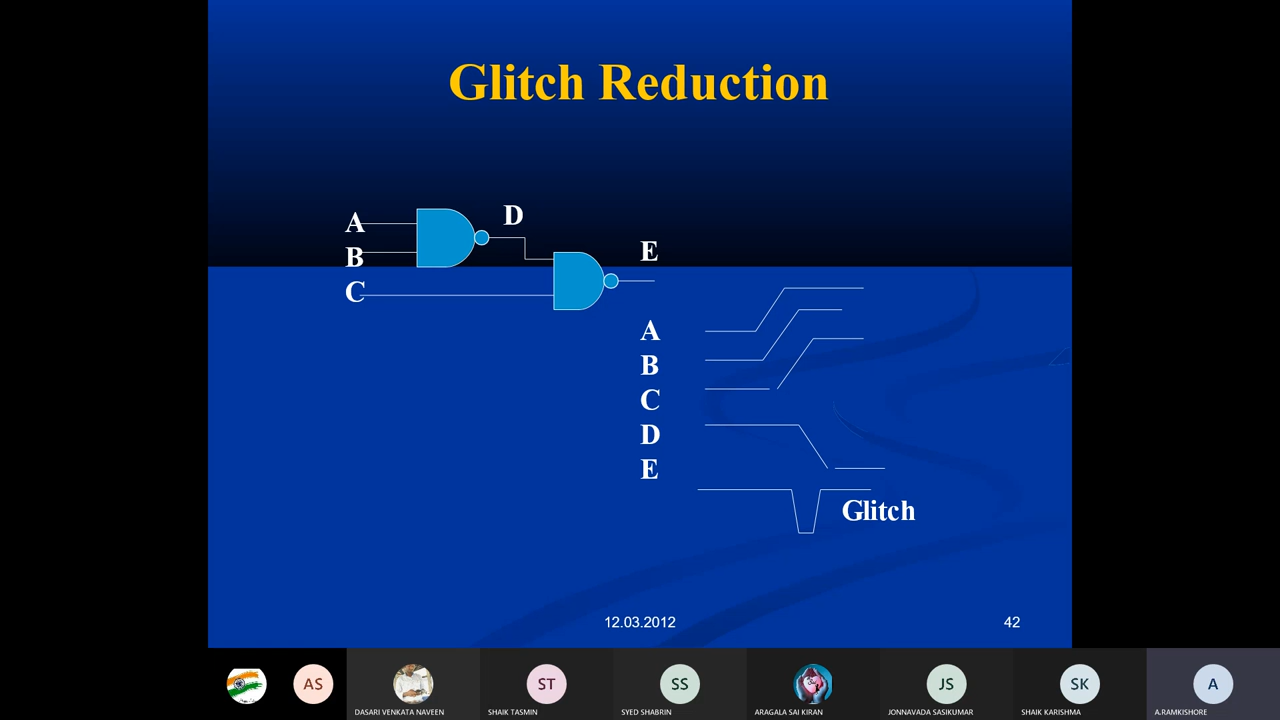 Glitch Reduction
A
D
B
E
C
A
B
C
D
E
Glitch
12.03.2012
42
AS
ST
SS
JS
SK
A
DASARI VENKATA NAVEEN
SHAIK TASMIN
SYED SHABRIN
ARAGALA SAI KIRAN
JONNAVADA SASIKUMAR
SHAIK KARISHMA
A.RAMKISHORE